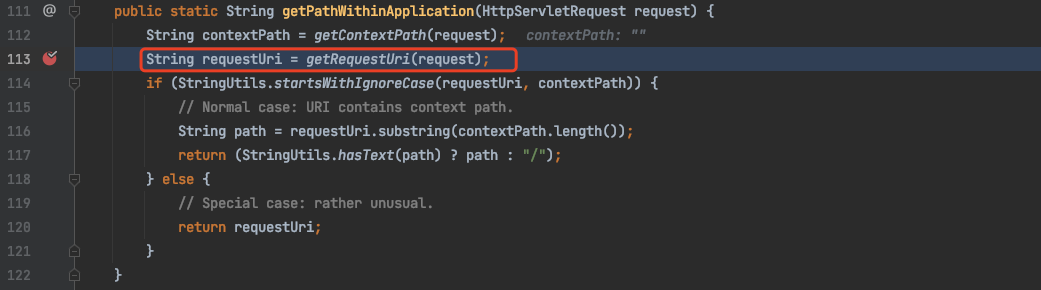 111 @ public static String getPathWithinApplication(HttpServletRequest request) {
112 String contextPath = getContextPath(request); contextPath: ""
113 String requestUri = getRequestUri(request);
114 if (StringUtils.startsWithIgnoreCase(requestUri, contextPath)) {
115 // Normal case: URI contains context path.
116 String path = requestUri.substring(contextPath.length());
117 return (StringUtils.hasText(path) ? path : "/");
118 } else {
119 // Special case: rather unusual.
120 return requestUri;
121 }
122 }